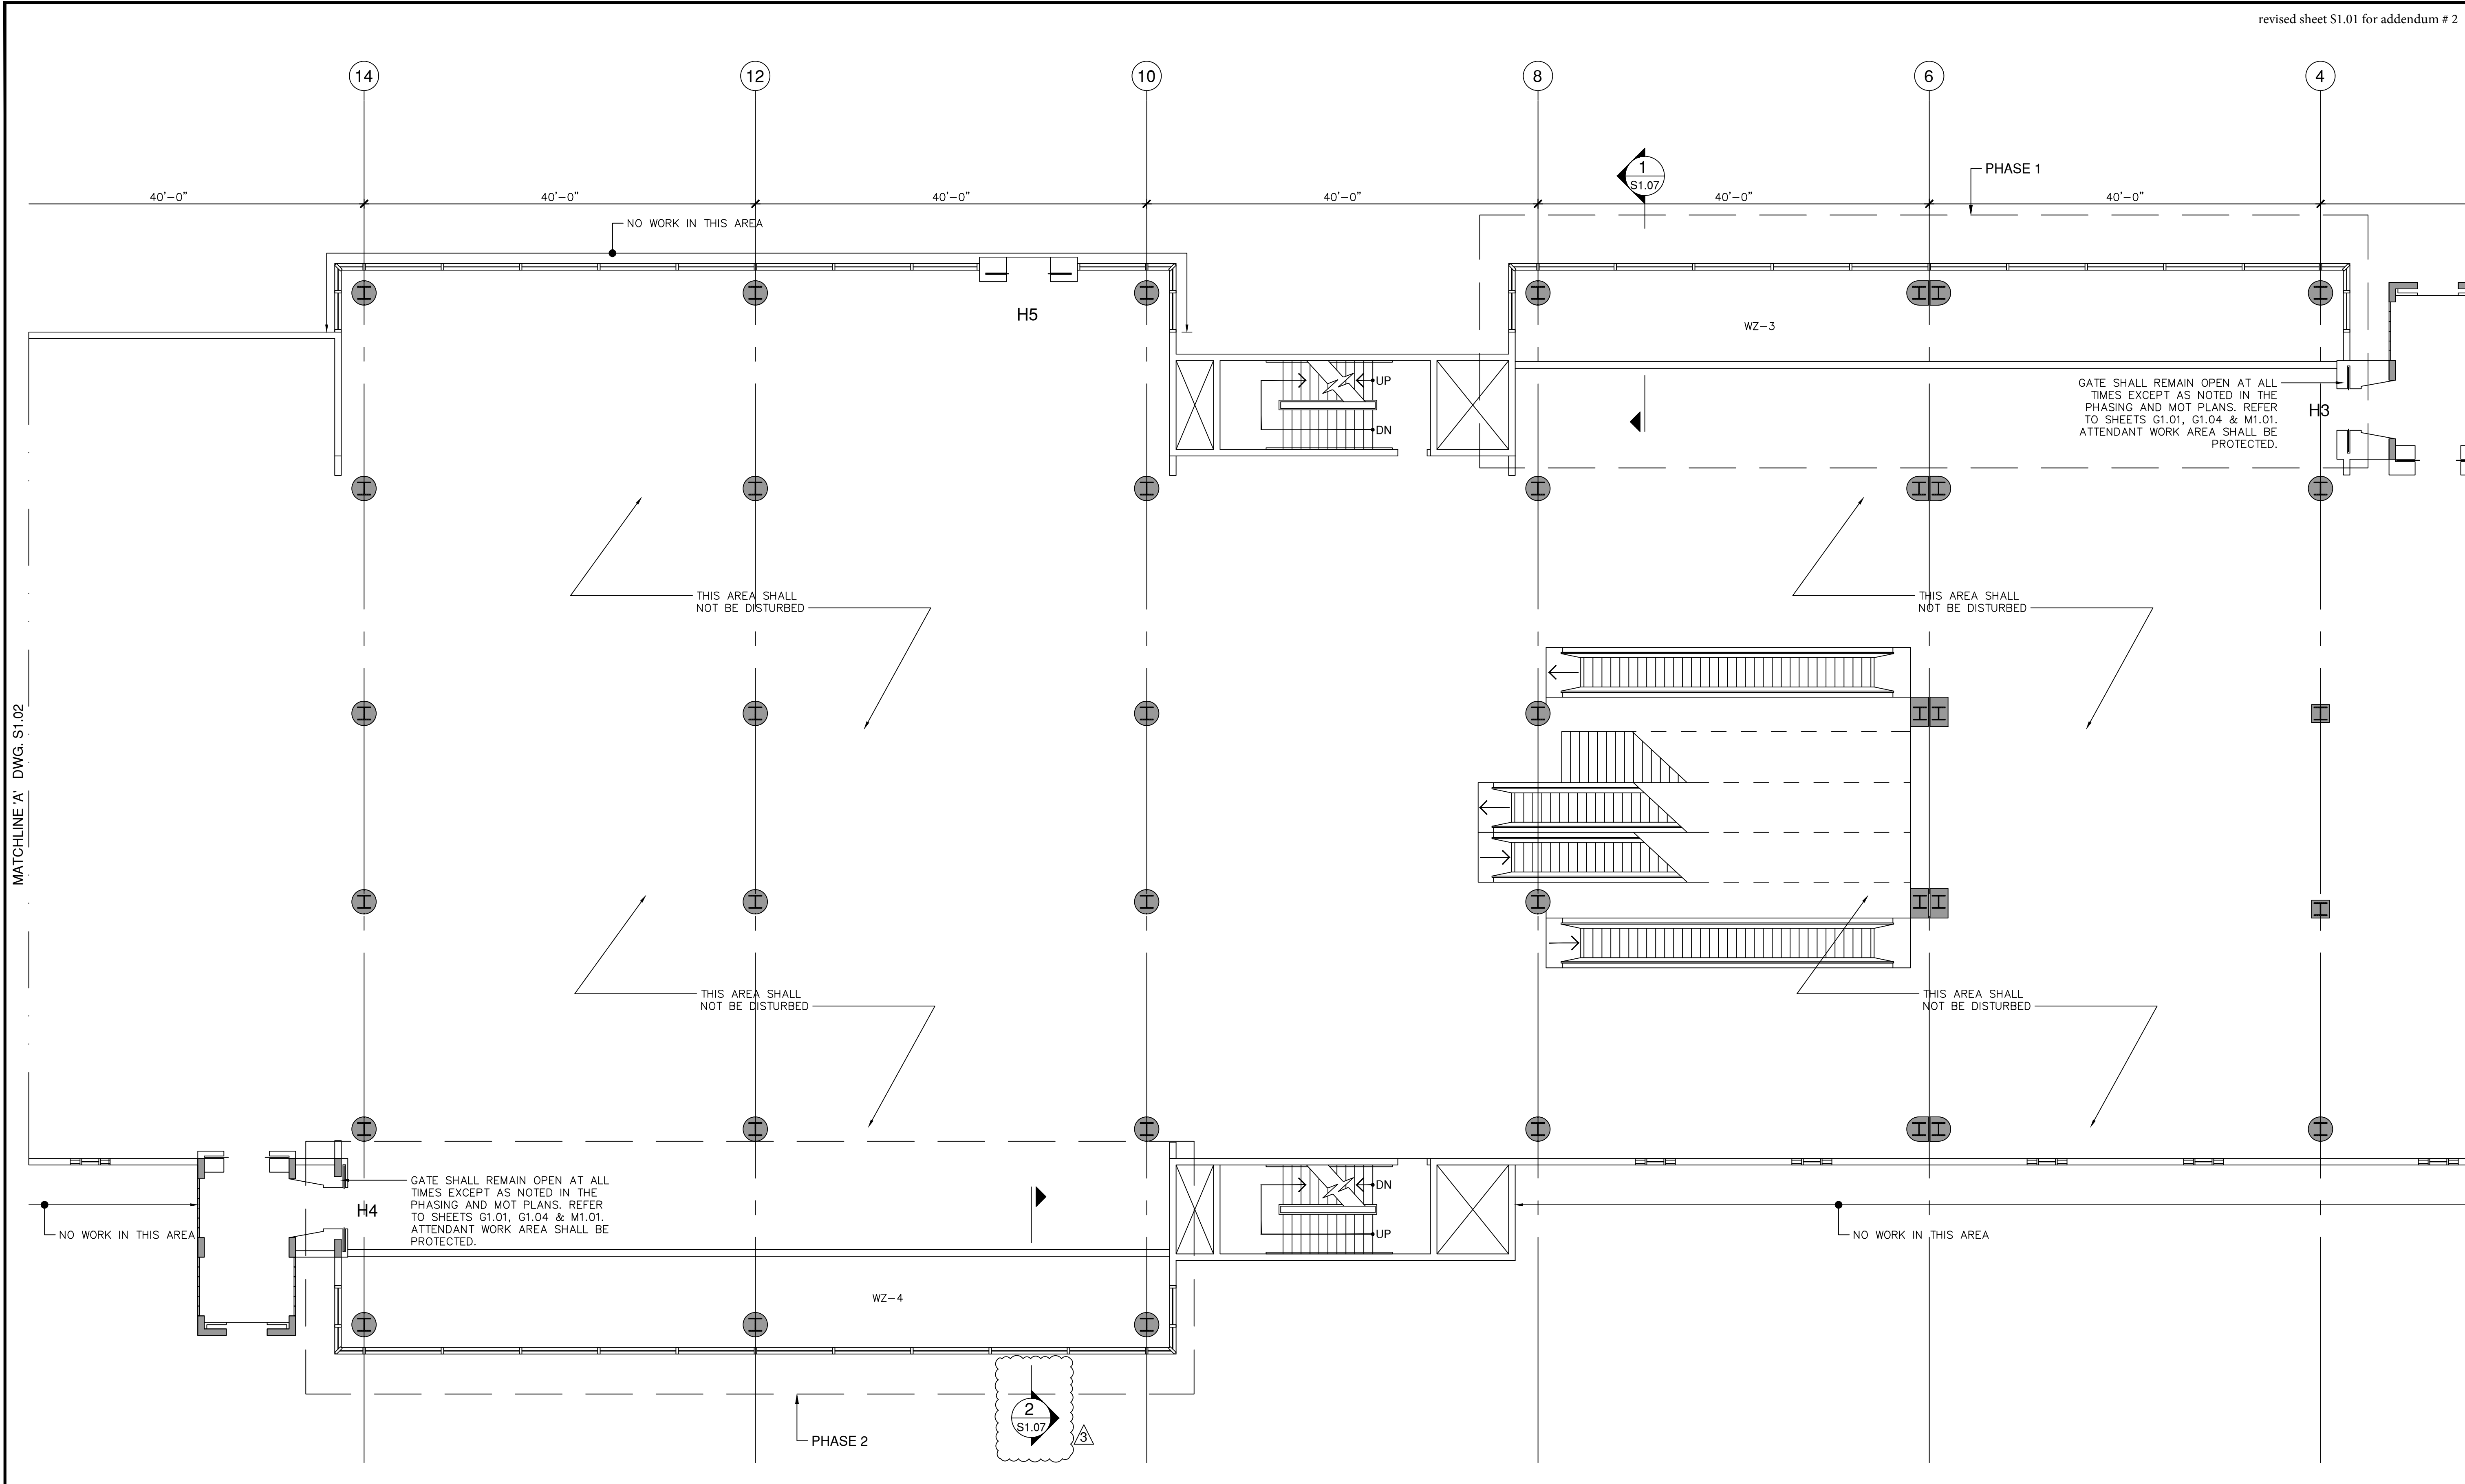 revised sheet S1.01 for addendum # 2
14
12
10
8
6
4
1
S1.07
PHASE 1
40'-0"
40'-0"
40'-0"
40'-0"
40'-0"
40'-0"
NO WORK IN THIS AREA
H5
WZ-3
UP
DN
GATE SHALL REMAIN OPEN AT ALL
TIMES EXCEPT AS NOTED IN THE
PHASING AND MOT PLANS. REFER
TO SHEETS G1.01, G1.04 & M1.01.
ATTENDANT WORK AREA SHALL BE
PROTECTED.
H3
THIS AREA SHALL
NOT BE DISTURBED
THIS AREA SHALL
NOT BE DISTURBED
MATCHLINE 'A' DWG. S1.02
THIS AREA SHALL
NOT BE DISTURBED
THIS AREA SHALL
NOT BE DISTURBED
GATE SHALL REMAIN OPEN AT ALL
TIMES EXCEPT AS NOTED IN THE
PHASING AND MOT PLANS. REFER
TO SHEETS G1.01, G1.04 & M1.01.
ATTENDANT WORK AREA SHALL BE
PROTECTED.
H4
DN
UP
NO WORK IN THIS AREA
NO WORK IN THIS AREA
WZ-4
2
S1.07
3
PHASE 2